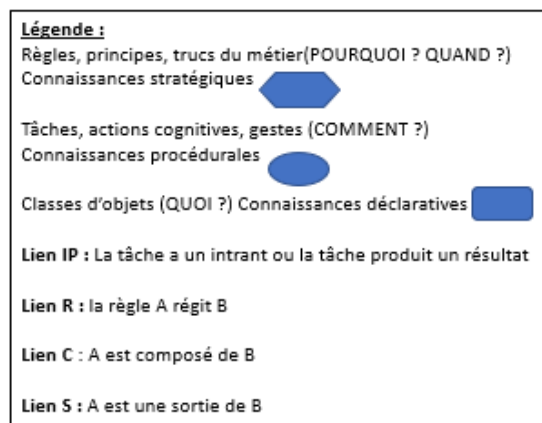 Légende :
Règles, principes, trucs du métier(POURQUOI ? QUAND ?)
Connaissances stratégiques
Tâches, actions cognitives, gestes (COMMENT ?)
Connaissances procédurales
Classes d'objets (QUOI ?) Connaissances déclaratives
Lien IP : La tâche a un intrant ou la tâche produit un résultat
Lien R : la règle A régit B
Lien C : A est composé de B
Lien S : A est une sortie de B